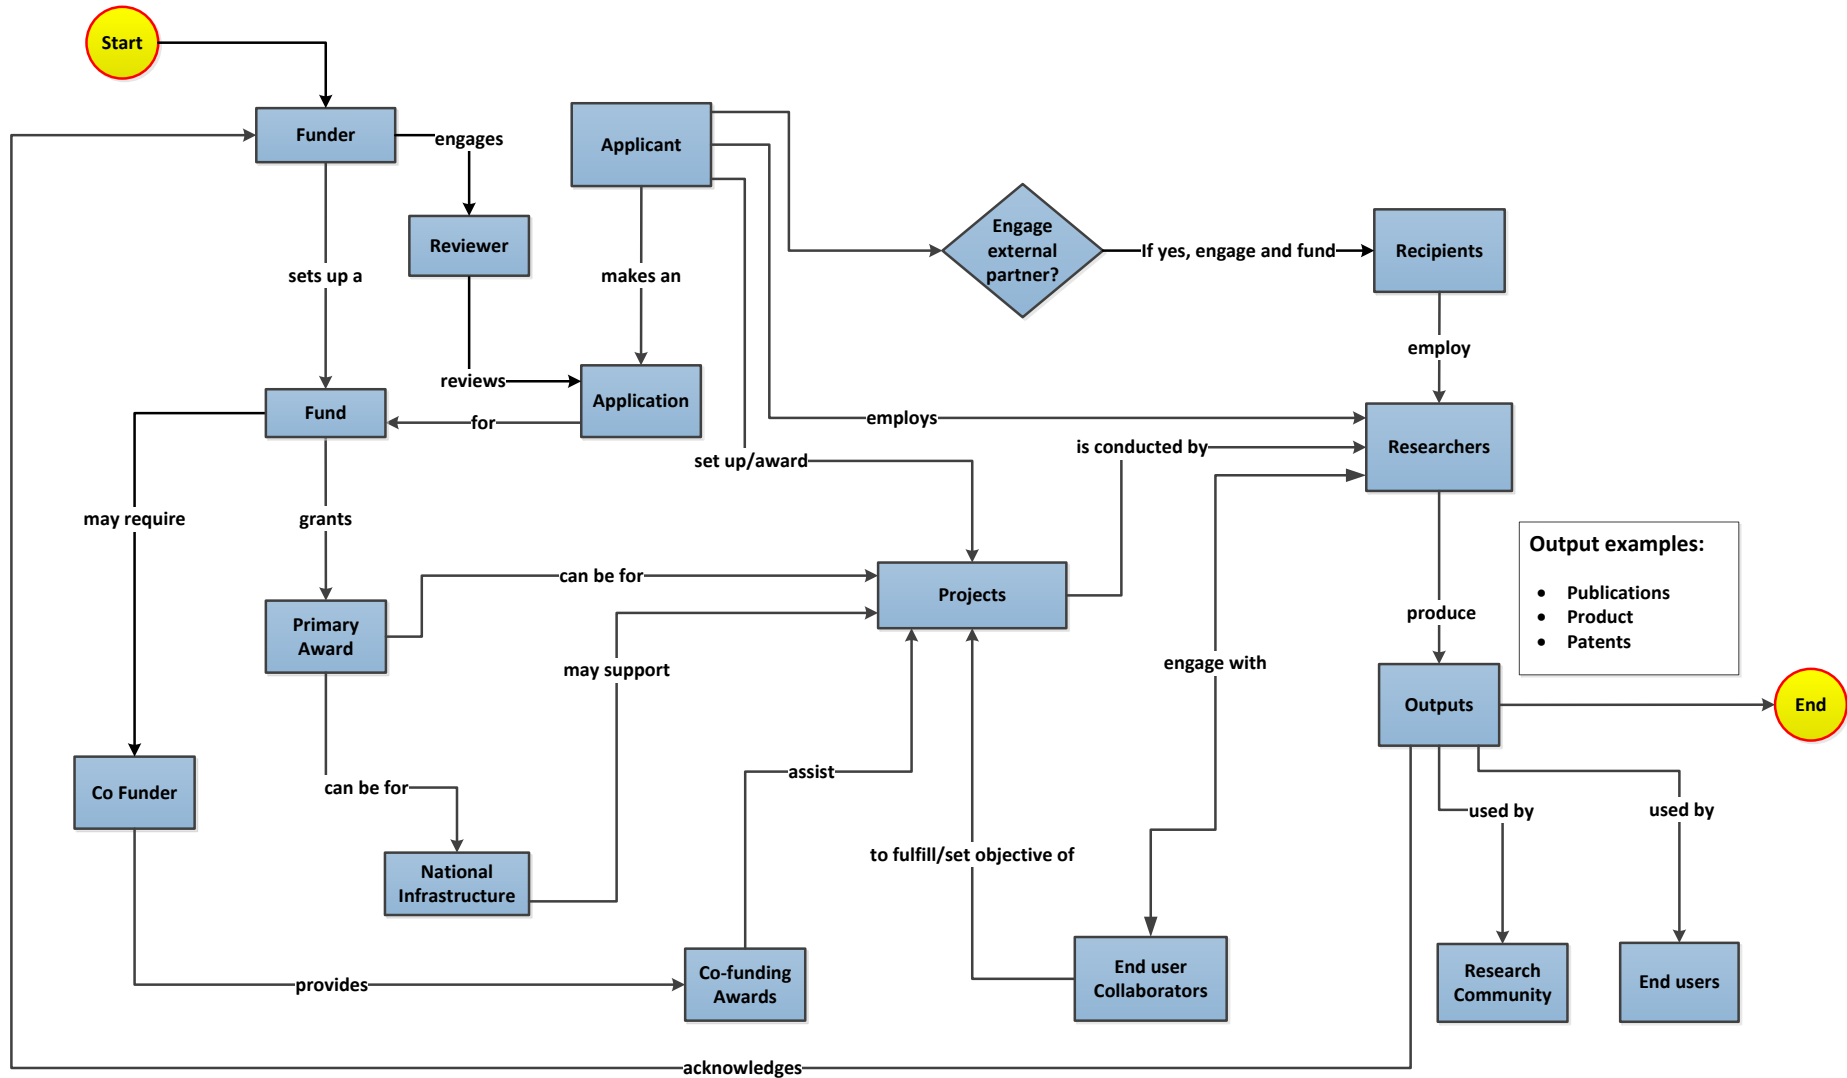 Start
Funder
engages
Applicant
Reviewer
Engage
external
partner?
If yes, engage and fund
Recipients
sets up a
makes an
employ
reviews
Application
Fund
for
employs
Researchers
is conducted by
set up/award
may require
grants
Output examples:
• Publications
• Product
• Patents
can be for
Projects
produce
Primary
Award
may support
engage with
Outputs
End
Co Funder
can be for
assist
used by
used by
to fulfill/set objective of
National
Infrastructure
Co-funding
Awards
End user
Collaborators
Research
Community
End users
provides
acknowledges